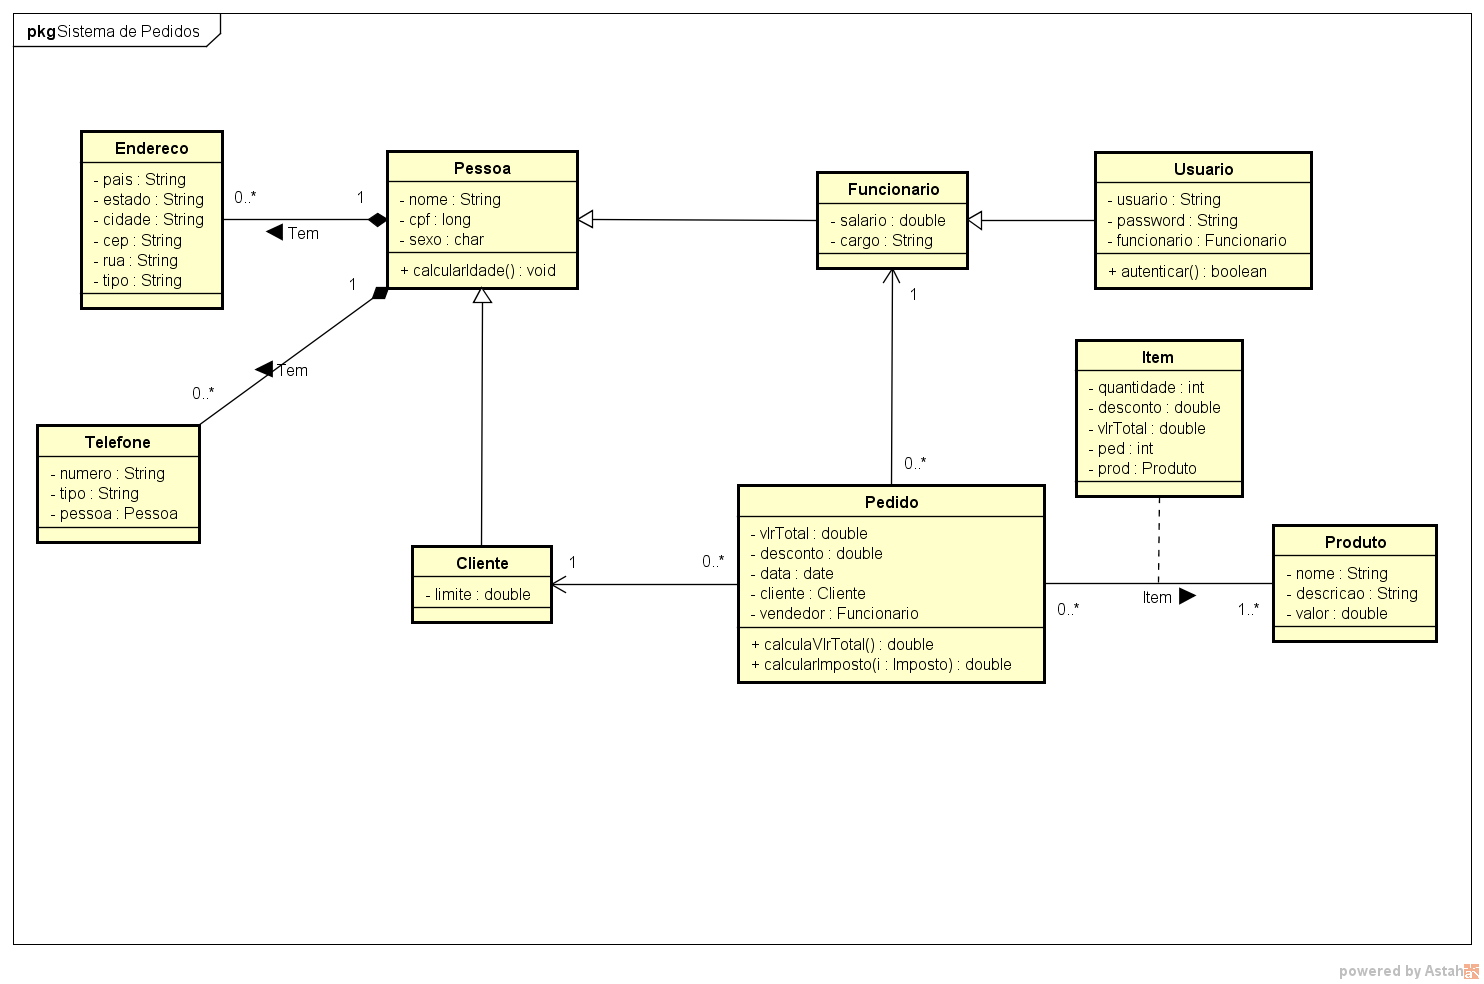 pkg Sistema de Pedidos
Endereco
- pais : String
- estado : String
- cidade : String
- cep : String
- rua : String
- tipo : String
0..*
1
Tem
Pessoa
- nome : String
- cpf : long
- sexo : char
+ calcularIdade() : void
Funcionario
- salario : double
- cargo : String
Usuario
- usuario : String
- password : String
- funcionario : Funcionario
+ autenticar() : boolean
1
Tem
0..*
Telefone
- numero : String
- tipo : String
- pessoa : Pessoa
1
0..*
Item
- quantidade : int
- desconto : double
- vlrTotal : double
- ped : int
- prod : Produto
Cliente
- limite : double
1
0..*
Pedido
- vlrTotal : double
- desconto : double
- data : date
- cliente : Cliente
- vendedor : Funcionario
+ calculaVlrTotal() : double
+ calcularImposto(i : Imposto) : double
0..*
Item
1..*
Produto
- nome : String
- descricao : String
- valor : double
powered by Astah